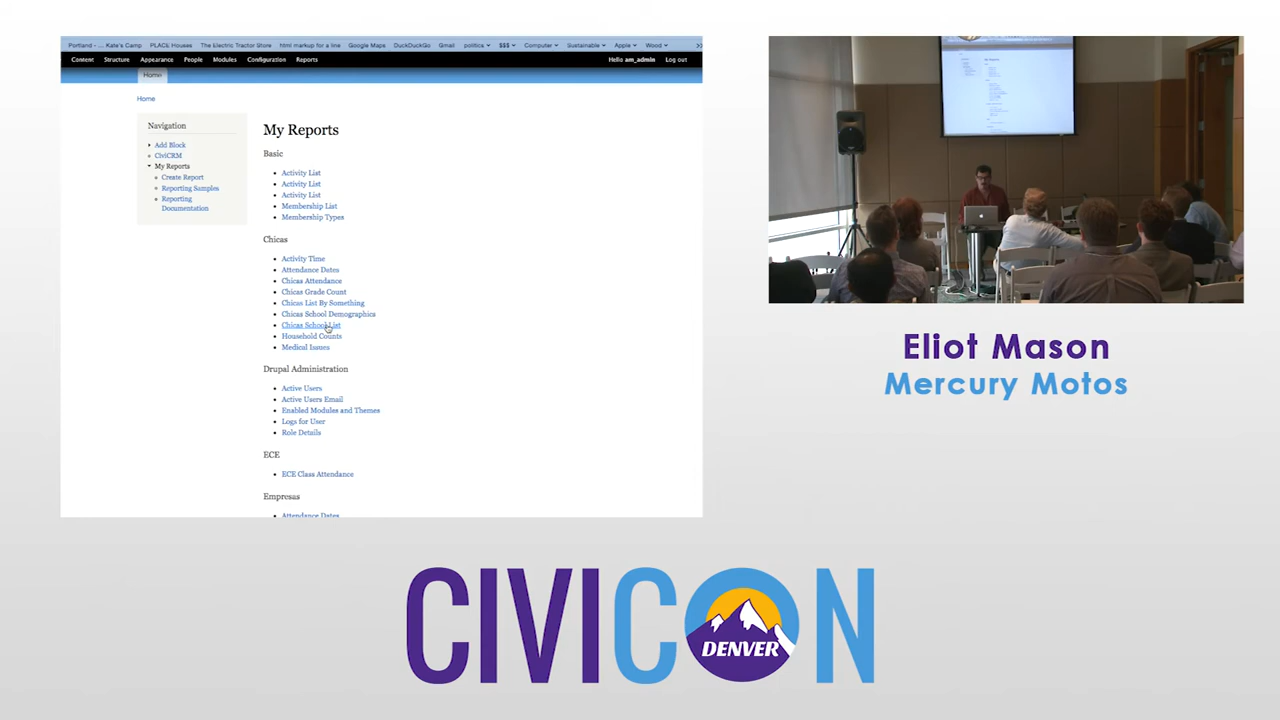 Portland - ... Kate's Camp PLACE Houses The Electric Tractor Store html markup for a line Google Maps DuckDuckGo Gmail politics $$$ Computer Sustainable Apple Wood
Content Structure Appearance People Modules Configuration Reports Hello am_admin Log out
Home
Home
Navigation
Add Block
CiviCRM
My Reports
Create Report
Reporting Samples
Reporting
Documentation
My Reports
Basic
Activity List
Activity List
Activity List
Membership List
Membership Types
Chicas
Activity Time
Attendance Dates
Chicas Attendance
Chicas Grade Count
Chicas List By Something
Chicas School Demographics
Chicas School List
Household Counts
Medical Issues
Drupal Administration
Active Users
Active Users Email
Enabled Modules and Themes
Logs for User
Role Details
ECE
ECE Class Attendance
Empresas
Attendance Dates
Eliot Mason
Mercury Motos
CIVICON
DENVER